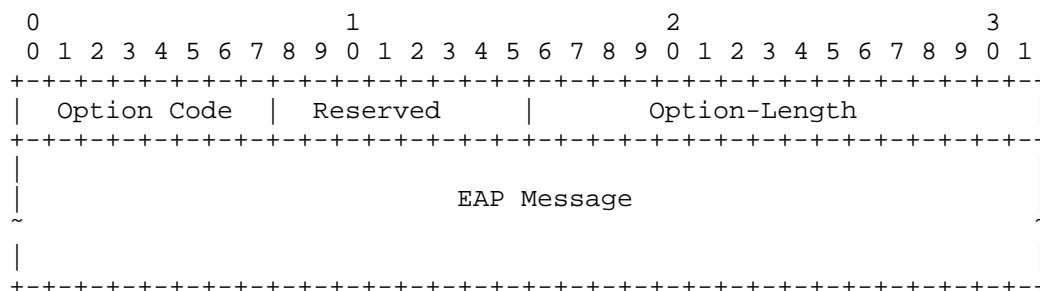 0                   1                   2                   3
0 1 2 3 4 5 6 7 8 9 0 1 2 3 4 5 6 7 8 9 0 1 2 3 4 5 6 7 8 9 0 1
+-+-+-+-+-+-+-+-+-+-+-+-+-+-+-+-+-+-+-+-+-+-+-+-+-+-+-+-+-+-+-+--
|  Option Code  |  Reserved     |       Option-Length           |
+-+-+-+-+-+-+-+-+-+-+-+-+-+-+-+-+-+-+-+-+-+-+-+-+-+-+-+-+-+-+-+--
|                                                               |
|                           EAP Message                         |
~                                                               ~
|                                                               |
+-+-+-+-+-+-+-+-+-+-+-+-+-+-+-+-+-+-+-+-+-+-+-+-+-+-+-+-+-+-+-+--